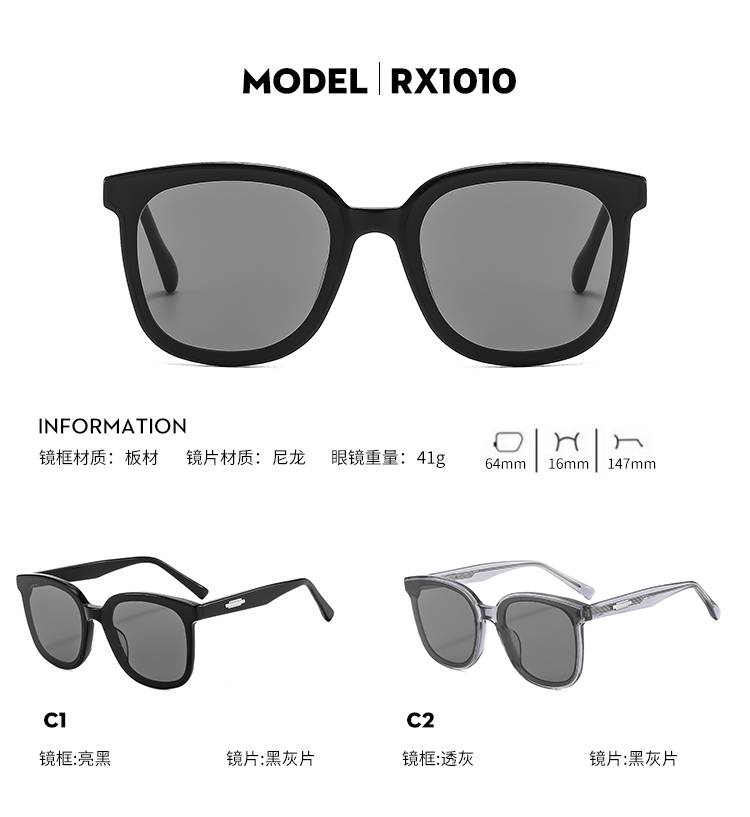 MODEL | RX1010
INFORMATION
镜框材质：板材 镜片材质：尼龙 眼镜重量：41g
64mm 16mm 147mm
C1
镜框:亮黑 镜片:黑灰片
C2
镜框:透灰 镜片:黑灰片